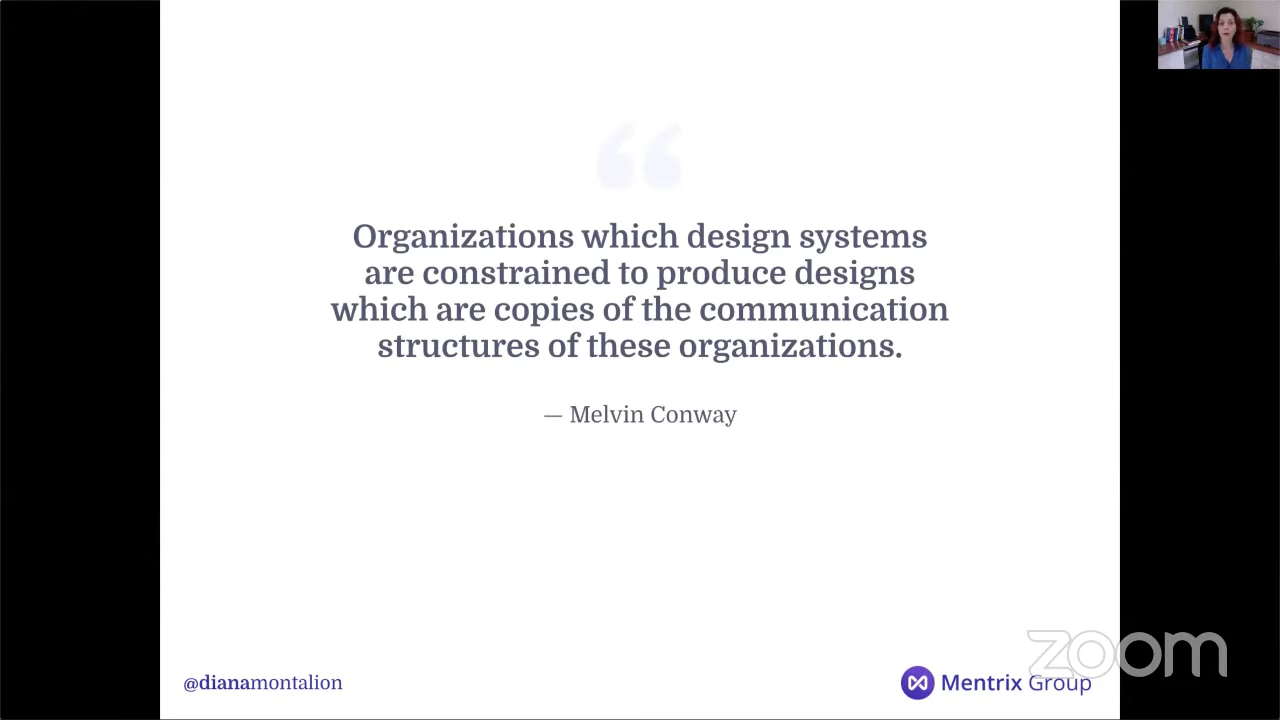 Organizations which design systems
are constrained to produce designs
which are copies of the communication
structures of these organizations.
— Melvin Conway
@dianamontalion
Mentrix Group
zoom